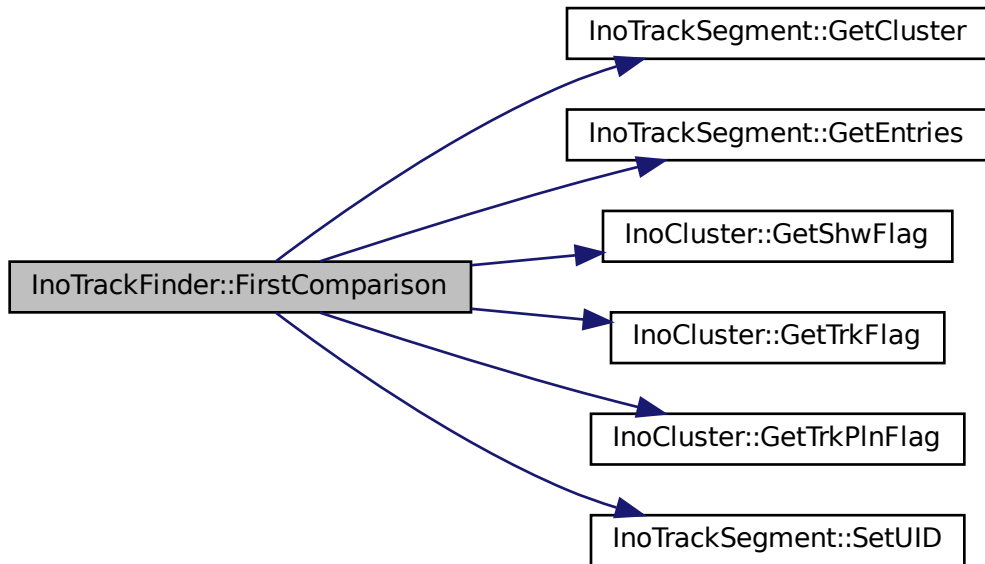 InoTrackSegment::GetCluster
InoTrackSegment::GetEntries
InoCluster::GetShwFlag
InoTrackFinder::FirstComparison
InoCluster::GetTrkFlag
InoCluster::GetTrkPlnFlag
InoTrackSegment::SetUID